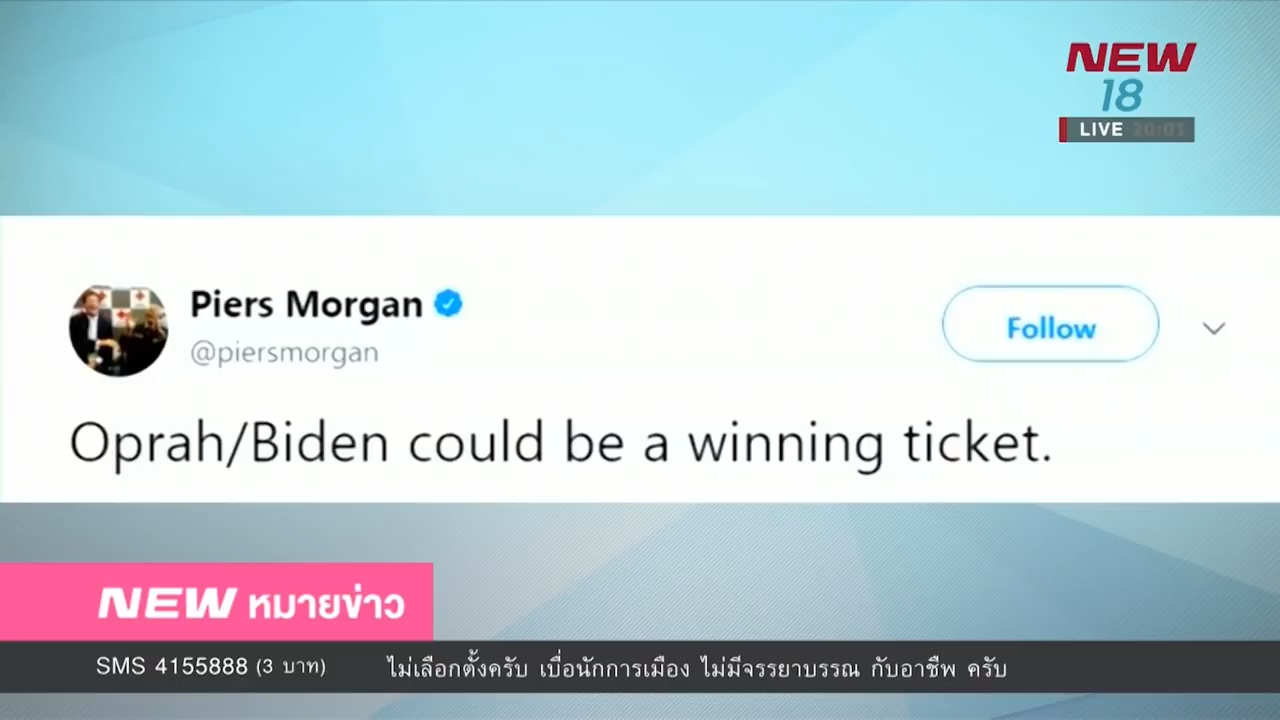 NEW
18
LIVE 20:01
Piers Morgan
@piersmorgan
Follow
Oprah/Biden could be a winning ticket.
NEW หมายข่าว
SMS 4155888 (3 บาท) ไม่เลือกตั้งครับ เบื่อนักการเมือง ไม่มีจรรยาบรรณ กับอาชีพ ครับ